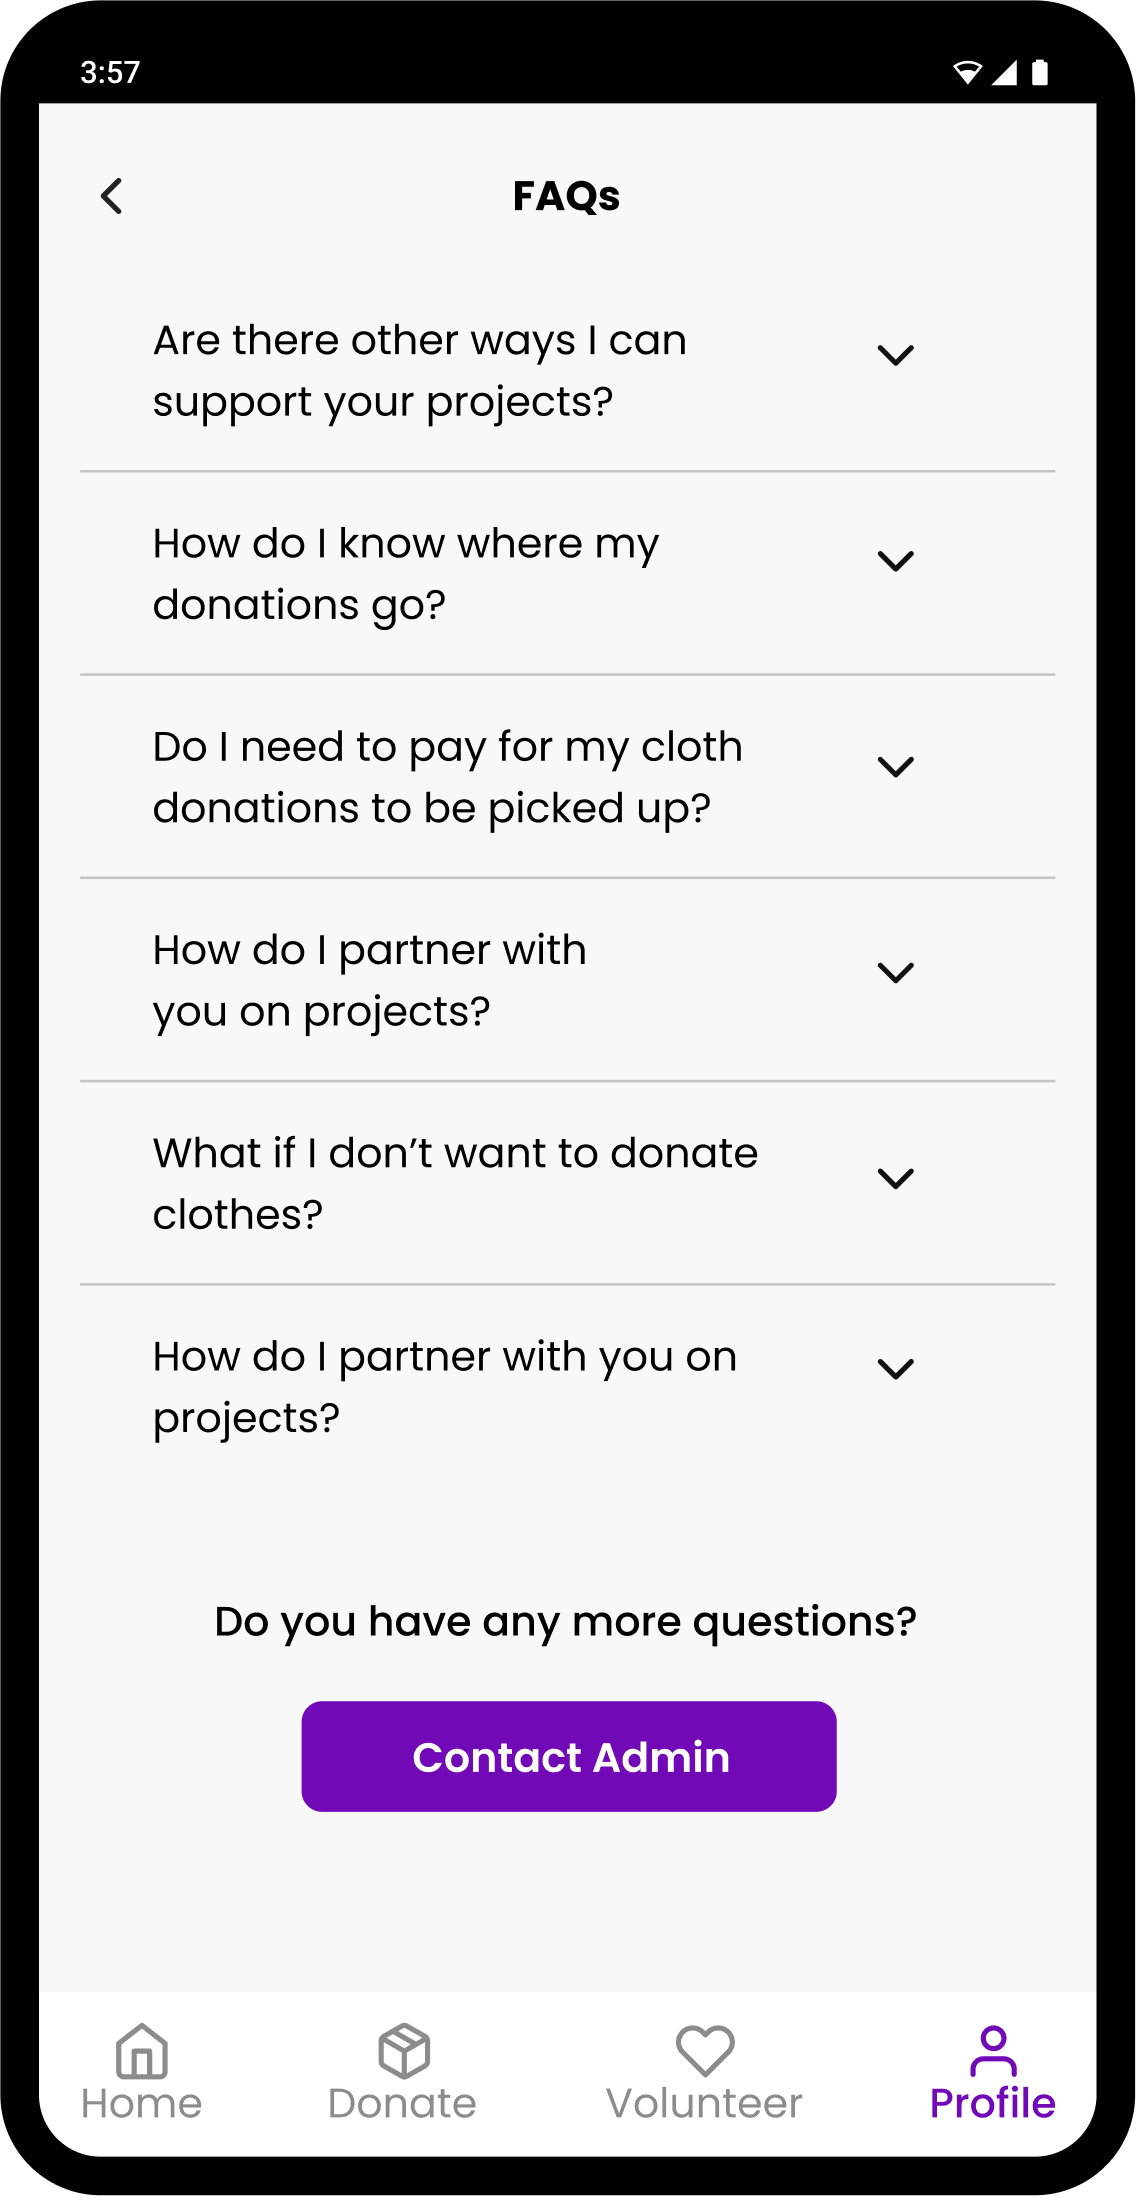 3:57
FAQs
Are there other ways I can
support your projects?
How do I know where my
donations go?
Do I need to pay for my cloth
donations to be picked up?
How do I partner with
you on projects?
What if I don’t want to donate
clothes?
How do I partner with you on
projects?
Do you have any more questions?
Contact Admin
Home
Donate
Volunteer
Profile